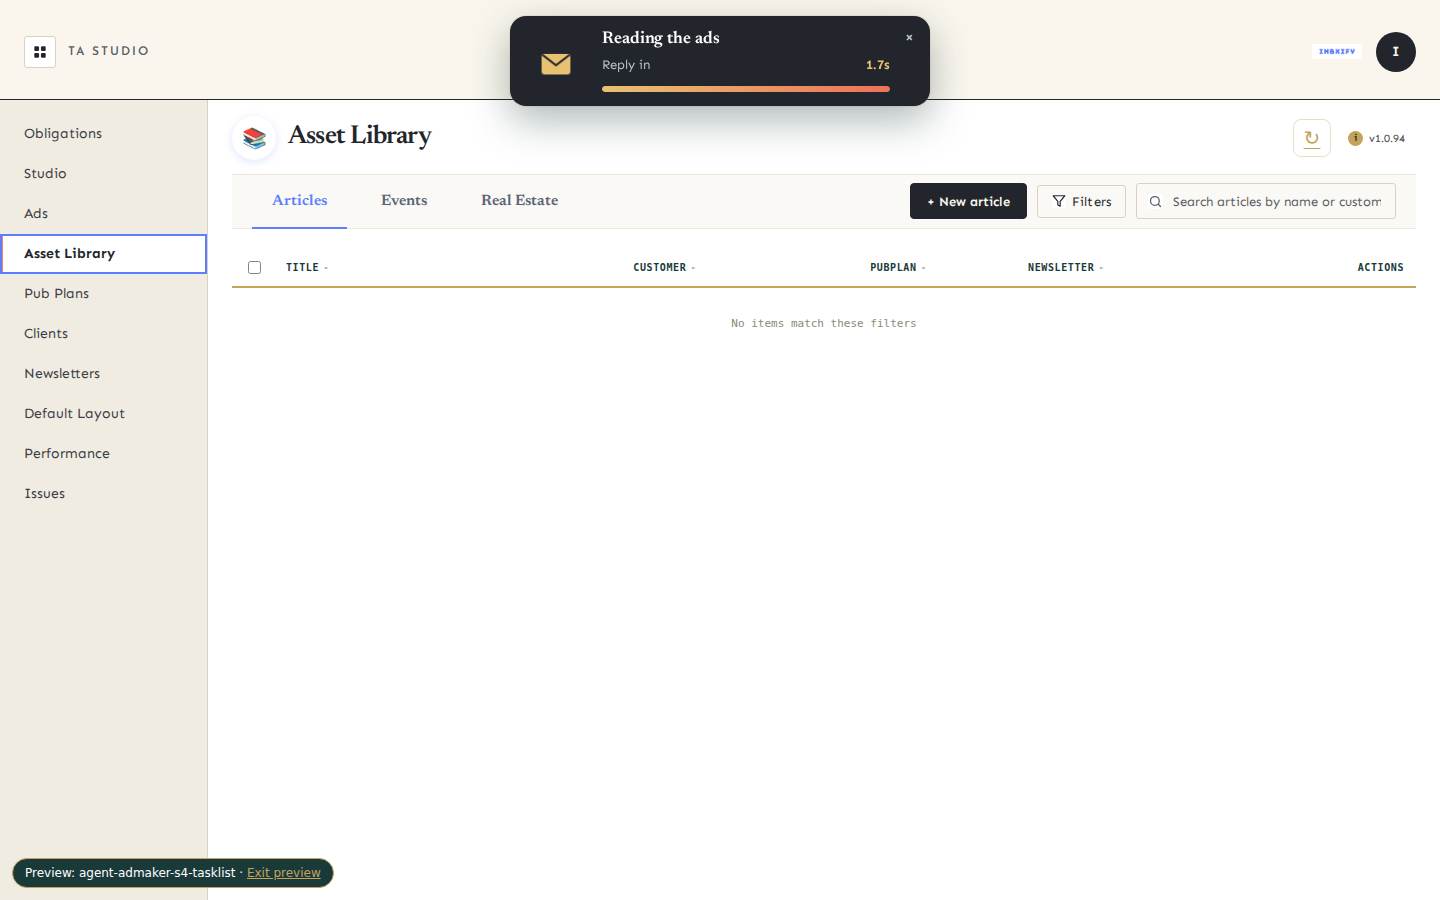 TA STUDIO
Reading the ads
×
Reply in 1.7s
INBXIFY
I
Obligations
Studio
Ads
Asset Library
Pub Plans
Clients
Newsletters
Default Layout
Performance
Issues
Asset Library
↻
i v1.0.94
Articles Events Real Estate
+ New article Filters Search articles by name or custom
TITLE - CUSTOMER - PUBPLAN - NEWSLETTER - ACTIONS
No items match these filters
Preview: agent-admaker-s4-tasklist · Exit preview